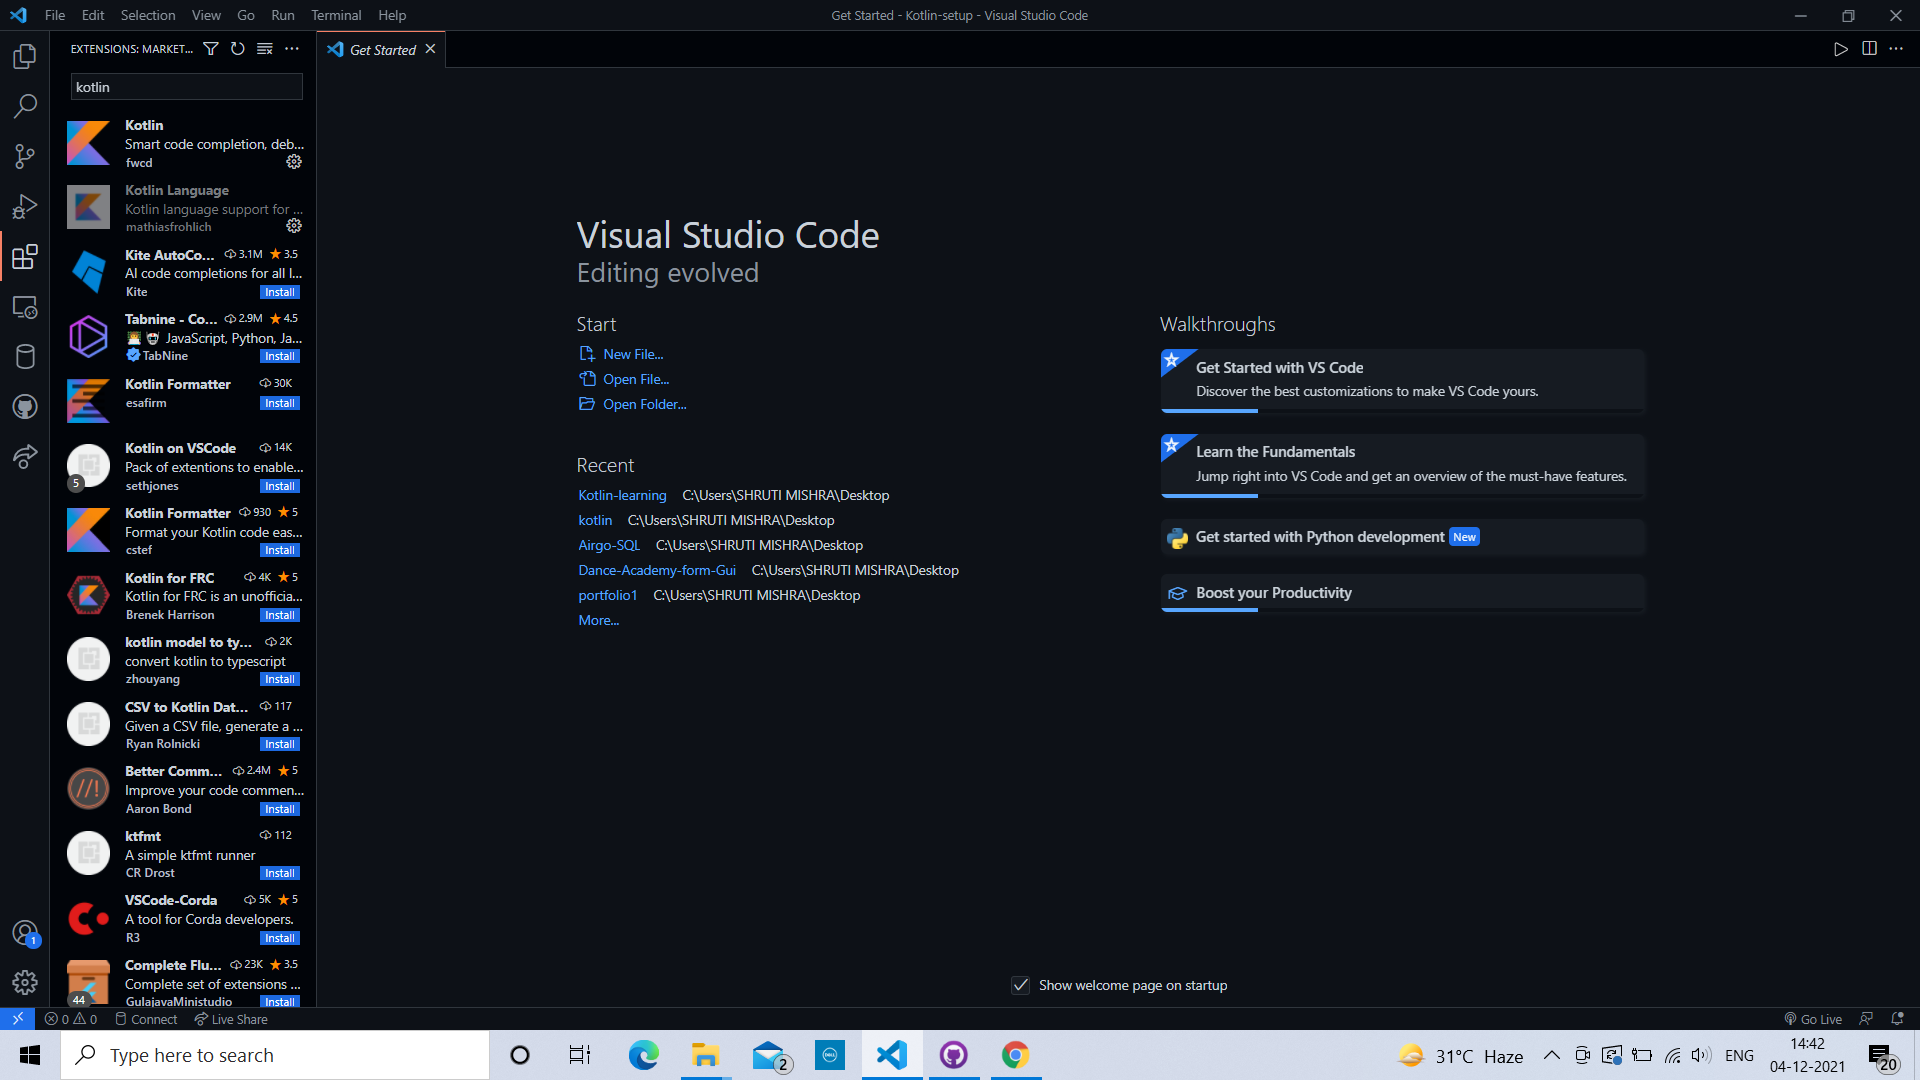 File Edit Selection View Go Run Terminal Help
Get Started - Kotlin-setup - Visual Studio Code
EXTENSIONS: MARKET...
Get Started
kotlin
Kotlin
Smart code completion, deb...
fwcd
Kotlin Language
Kotlin language support for ...
mathiasfrohlich
Kite AutoCo... 3.1M 3.5
AI code completions for all l...
Kite Install
Tabnine - Co... 2.9M 4.5
JavaScript, Python, Ja...
TabNine Install
Kotlin Formatter 30K
esafirm Install
Kotlin on VSCode 14K
Pack of extentions to enable...
5
sethjones Install
Kotlin Formatter 930 5
Format your Kotlin code eas...
cstef Install
Kotlin for FRC 4K 5
Kotlin for FRC is an unofficia...
Brenek Harrison Install
kotlin model to ty... 2K
convert kotlin to typescript
zhouyang Install
CSV to Kotlin Dat... 117
Given a CSV file, generate a ...
Ryan Rolnicki Install
Better Comm... 2.4M 5
Improve your code commen...
Aaron Bond Install
ktfmt 112
A simple ktfmt runner
CR Drost Install
VSCode-Corda 5K 5
A tool for Corda developers.
R3 Install
Complete Flu... 23K 3.5
Complete set of extensions ...
44
GulajavaMinistudio Install
Visual Studio Code
Editing evolved
Start
New File...
Open File...
Open Folder...
Recent
Kotlin-learning C:\Users\SHRUTI MISHRA\Desktop
kotlin C:\Users\SHRUTI MISHRA\Desktop
Airgo-SQL C:\Users\SHRUTI MISHRA\Desktop
Dance-Academy-form-Gui C:\Users\SHRUTI MISHRA\Desktop
portfolio1 C:\Users\SHRUTI MISHRA\Desktop
More...
Walkthroughs
Get Started with VS Code
Discover the best customizations to make VS Code yours.
Learn the Fundamentals
Jump right into VS Code and get an overview of the must-have features.
Get started with Python development New
Boost your Productivity
Show welcome page on startup
1
0 0 Connect Live Share
Go Live
Type here to search
2
DELL
31°C Haze
ENG
14:42
04-12-2021
20